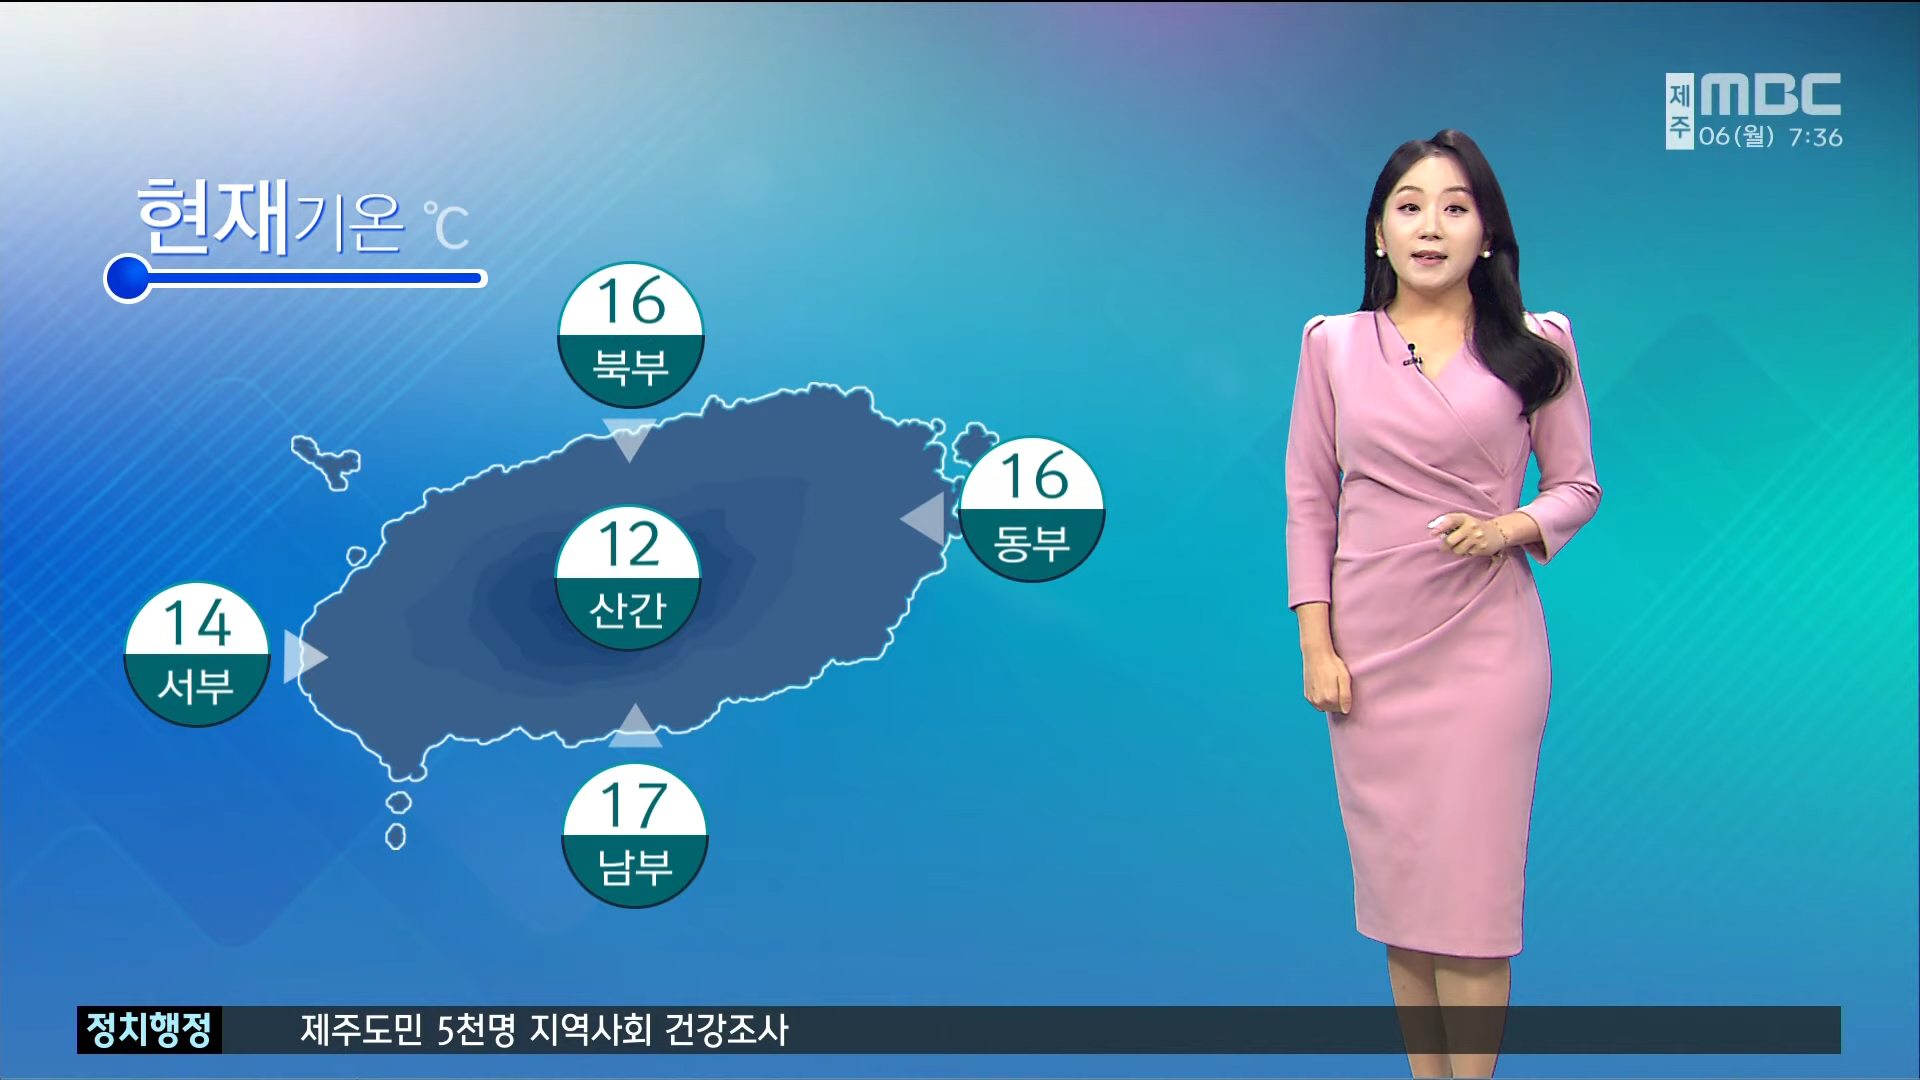 제주 MBC
06(월) 7:36
현재기온 ℃
16
북부
16
동부
12
산간
14
서부
17
남부
정치행정 제주도민 5천명 지역사회 건강조사